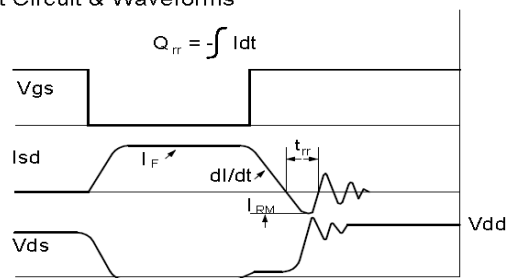 t Circuit & Waveforms
Q rr = - ∫ Idt
Vgs
Isd
I F
dI/dt
t rr
I RM
Vds
Vdd